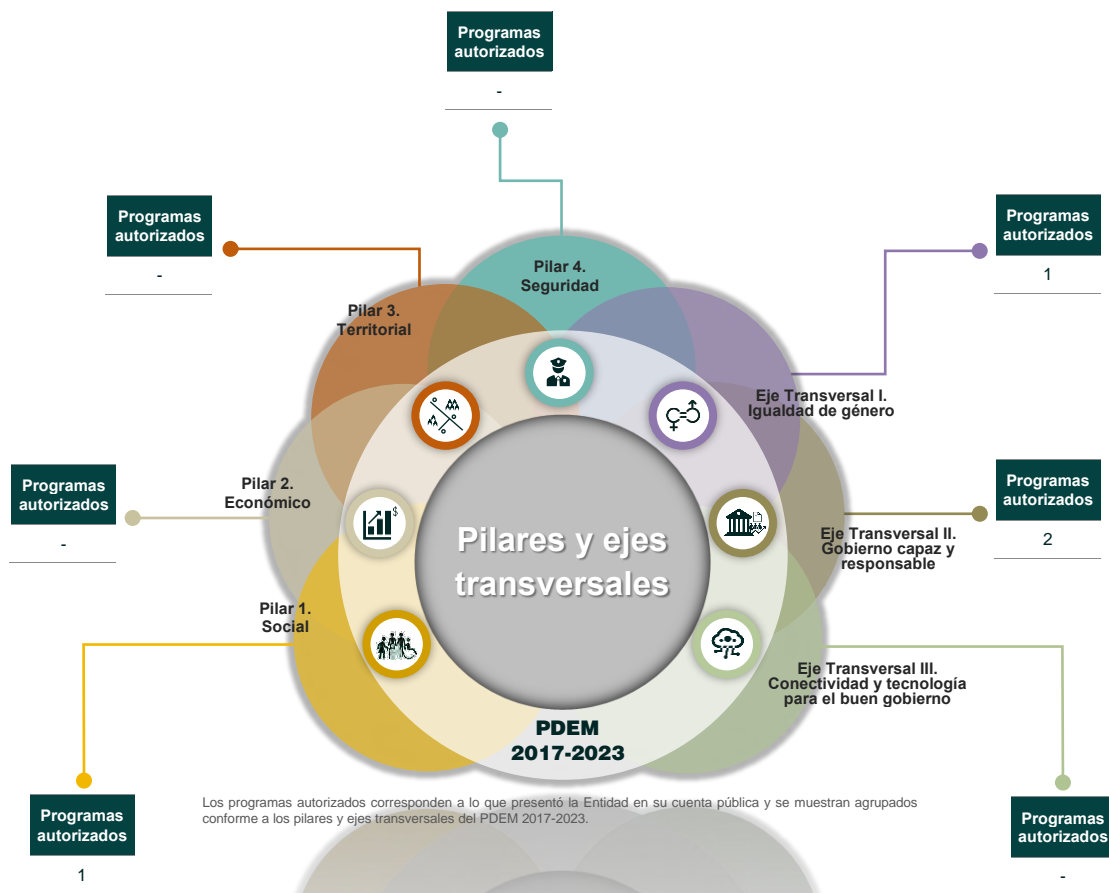 Programas
autorizados
-
Programas
autorizados
-
Programas
autorizados
1
Pilar 4.
Seguridad
Pilar 3.
Territorial
Eje Transversal I.
Igualdad de género
Programas
autorizados
-
Pilar 2.
Económico
Programas
autorizados
2
Eje Transversal II.
Gobierno capaz y
responsable
Pilares y ejes
transversales
$
Pilar 1.
Social
Eje Transversal III.
Conectividad y tecnología
para el buen gobierno
PDEM
2017-2023
Programas
autorizados
1
Los programas autorizados corresponden a lo que presentó la Entidad en su cuenta pública y se muestran agrupados
conforme a los pilares y ejes transversales del PDEM 2017-2023.
Programas
autorizados
-